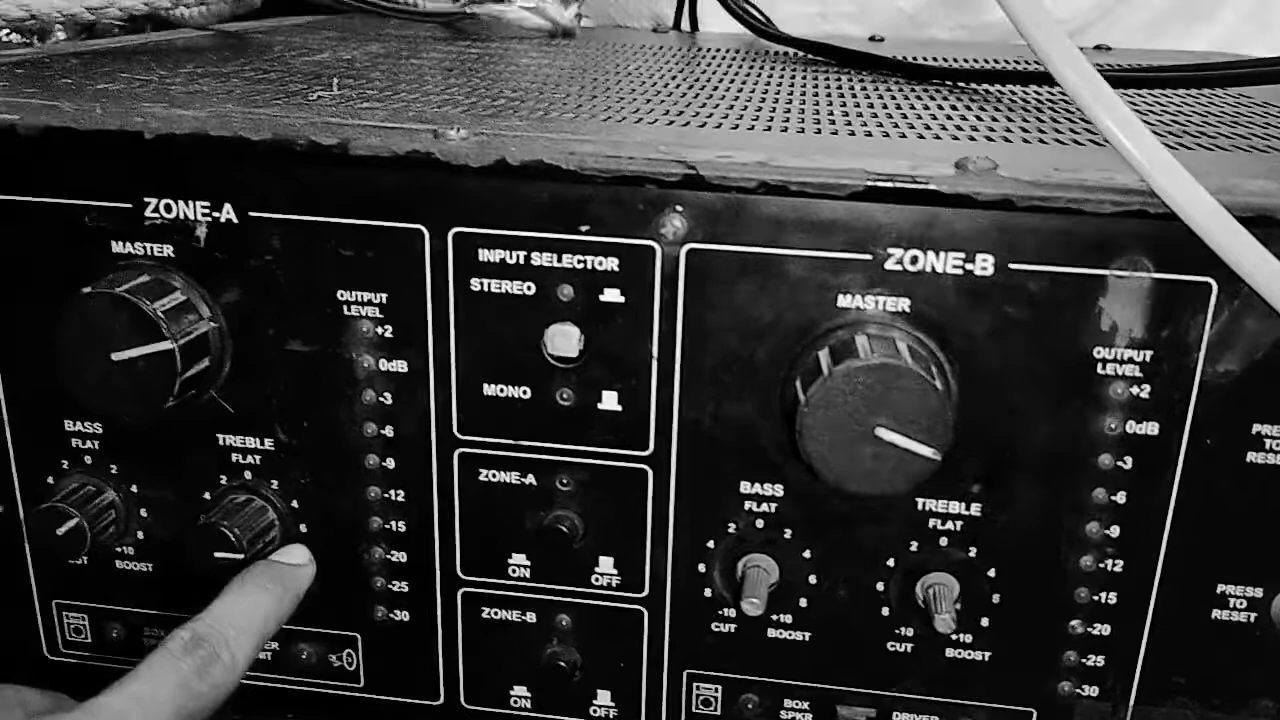 ZONE-A
MASTER
OUTPUT
LEVEL
+2
0dB
-3
-6
-9
-12
-15
-20
-25
-30
BASS
FLAT
4 2 0 2 4 6 8
+10
BOOST
TREBLE
FLAT
4 2 0 2 4 6
INPUT SELECTOR
STEREO
MONO
ZONE-A
ON OFF
ZONE-B
ON OFF
ZONE-B
MASTER
OUTPUT
LEVEL
+2
0dB
-3
-6
-9
-12
-15
-20
-25
-30
BASS
FLAT
8 6 4 2 0 2 4 6 8
-10 +10
CUT BOOST
TREBLE
FLAT
8 6 4 2 0 2 4 6 8
-10 +10
CUT BOOST
BOX
SPKR
DRIVER
PRESS
TO
RESET